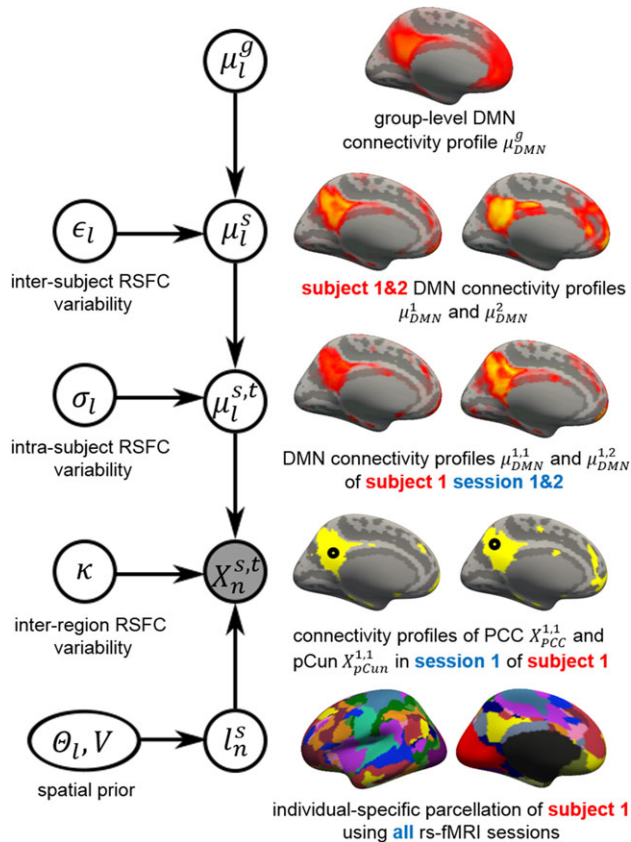 μ_l^g
group-level DMN
connectivity profile μ_DMN^g
ϵ_l
μ_l^s
inter-subject RSFC
variability
subject 1&2 DMN connectivity profiles
μ_DMN^1 and μ_DMN^2
σ_l
μ_l^{s,t}
intra-subject RSFC
variability
DMN connectivity profiles μ_DMN^{1,1} and μ_DMN^{1,2}
of subject 1 session 1&2
κ
X_n^{s,t}
inter-region RSFC
variability
connectivity profiles of PCC X_PCC^{1,1} and
pCun X_pCun^{1,1} in session 1 of subject 1
Θ_l, V
l_n^s
spatial prior
individual-specific parcellation of subject 1
using all rs-fMRI sessions